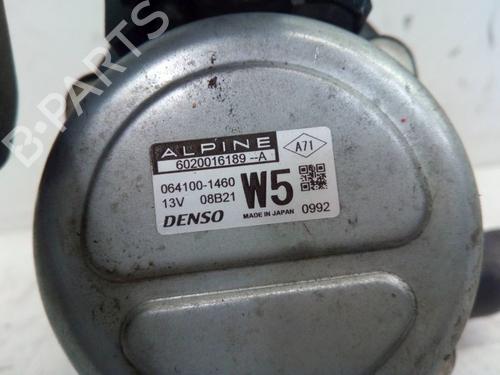 B-PARTS
ALPINE
6020016189--A
A71
064100-1460
13V 08B21
W5
DENSO
MADE IN JAPAN
0992